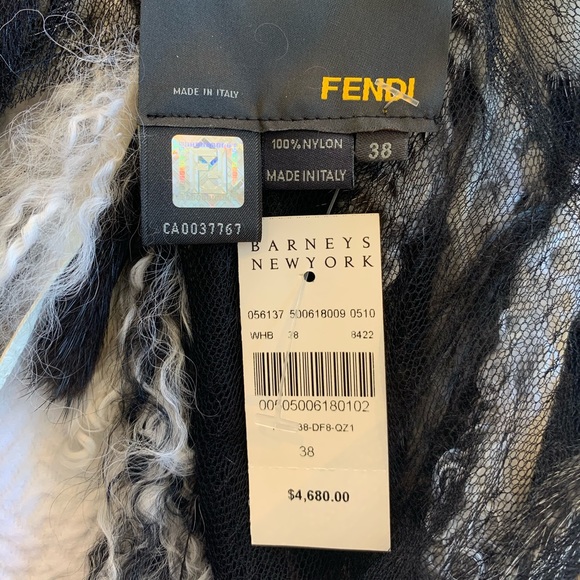 MADE IN ITALY
FENDI
100% NYLON
38
MADE IN ITALY
CA0037767
BARNEYS
NEW YORK
056137 500618009 0510
WHB 8422
38-DF8-QZ1
38
$4,680.00